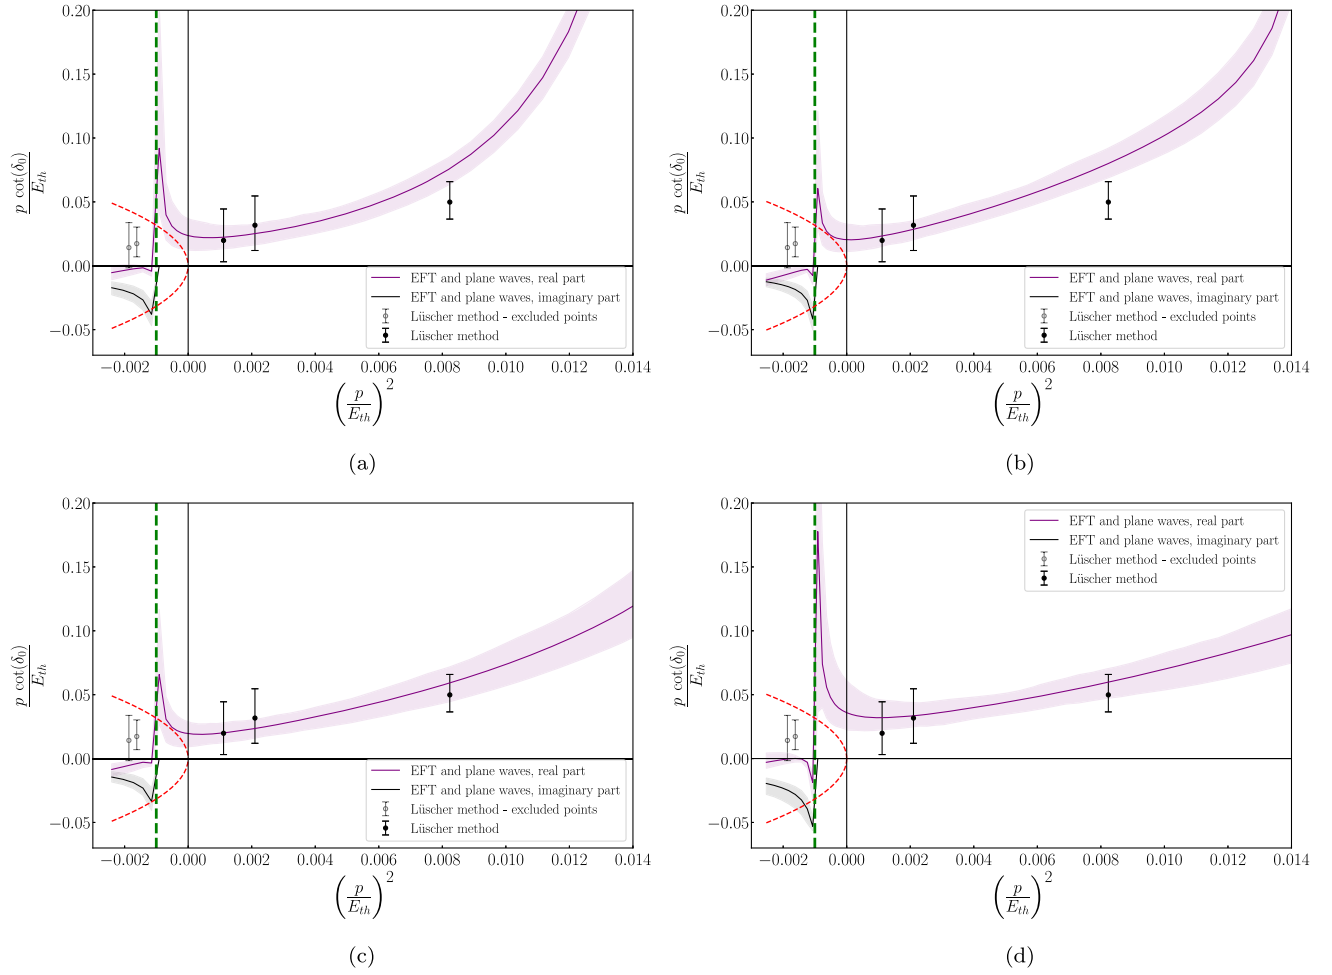 0.20
0.15
0.10
0.05
0.00
−0.05
p cot(δ₀)
E_th
−0.002 0.000 0.002 0.004 0.006 0.008 0.010 0.012 0.014
(p/E_th)²
EFT and plane waves, real part
EFT and plane waves, imaginary part
Lüscher method - excluded points
Lüscher method
(a)
0.20
0.15
0.10
0.05
0.00
−0.05
p cot(δ₀)
E_th
−0.002 0.000 0.002 0.004 0.006 0.008 0.010 0.012 0.014
(p/E_th)²
EFT and plane waves, real part
EFT and plane waves, imaginary part
Lüscher method - excluded points
Lüscher method
(b)
0.20
0.15
0.10
0.05
0.00
−0.05
p cot(δ₀)
E_th
−0.002 0.000 0.002 0.004 0.006 0.008 0.010 0.012 0.014
(p/E_th)²
EFT and plane waves, real part
EFT and plane waves, imaginary part
Lüscher method - excluded points
Lüscher method
(c)
0.20
0.15
0.10
0.05
0.00
−0.05
p cot(δ₀)
E_th
EFT and plane waves, real part
EFT and plane waves, imaginary part
Lüscher method - excluded points
Lüscher method
−0.002 0.000 0.002 0.004 0.006 0.008 0.010 0.012 0.014
(p/E_th)²
(d)